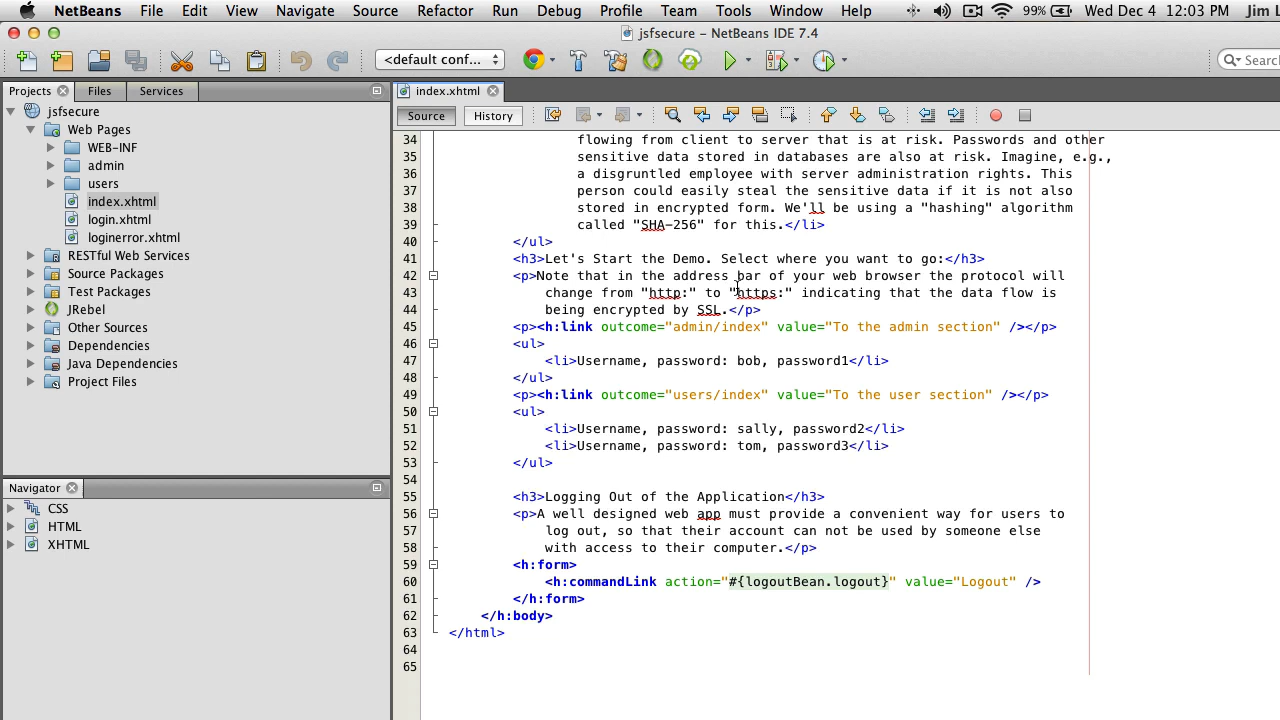 NetBeans File Edit View Navigate Source Refactor Run Debug Profile Team Tools Window Help 99% Wed Dec 4 12:03 PM Jim L
jsfsecure – NetBeans IDE 7.4
<default conf... Searc
Projects Files Services
index.xhtml
Source History
jsfsecure
Web Pages
WEB-INF
admin
users
index.xhtml
login.xhtml
loginerror.xhtml
RESTful Web Services
Source Packages
Test Packages
JRebel
Other Sources
Dependencies
Java Dependencies
Project Files
Navigator
CSS
HTML
XHTML
34 flowing from client to server that is at risk. Passwords and other
35 sensitive data stored in databases are also at risk. Imagine, e.g.,
36 a disgruntled employee with server administration rights. This
37 person could easily steal the sensitive data if it is not also
38 stored in encrypted form. We'll be using a "hashing" algorithm
39 called "SHA-256" for this.</li>
40 </ul>
41 <h3>Let's Start the Demo. Select where you want to go:</h3>
42 <p>Note that in the address bar of your web browser the protocol will
43 change from "http:" to "https:" indicating that the data flow is
44 being encrypted by SSL.</p>
45 <p><h:link outcome="admin/index" value="To the admin section" /></p>
46 <ul>
47 <li>Username, password: bob, password1</li>
48 </ul>
49 <p><h:link outcome="users/index" value="To the user section" /></p>
50 <ul>
51 <li>Username, password: sally, password2</li>
52 <li>Username, password: tom, password3</li>
53 </ul>
54
55 <h3>Logging Out of the Application</h3>
56 <p>A well designed web app must provide a convenient way for users to
57 log out, so that their account can not be used by someone else
58 with access to their computer.</p>
59 <h:form>
60 <h:commandLink action="#{logoutBean.logout}" value="Logout" />
61 </h:form>
62 </h:body>
63 </html>
64
65